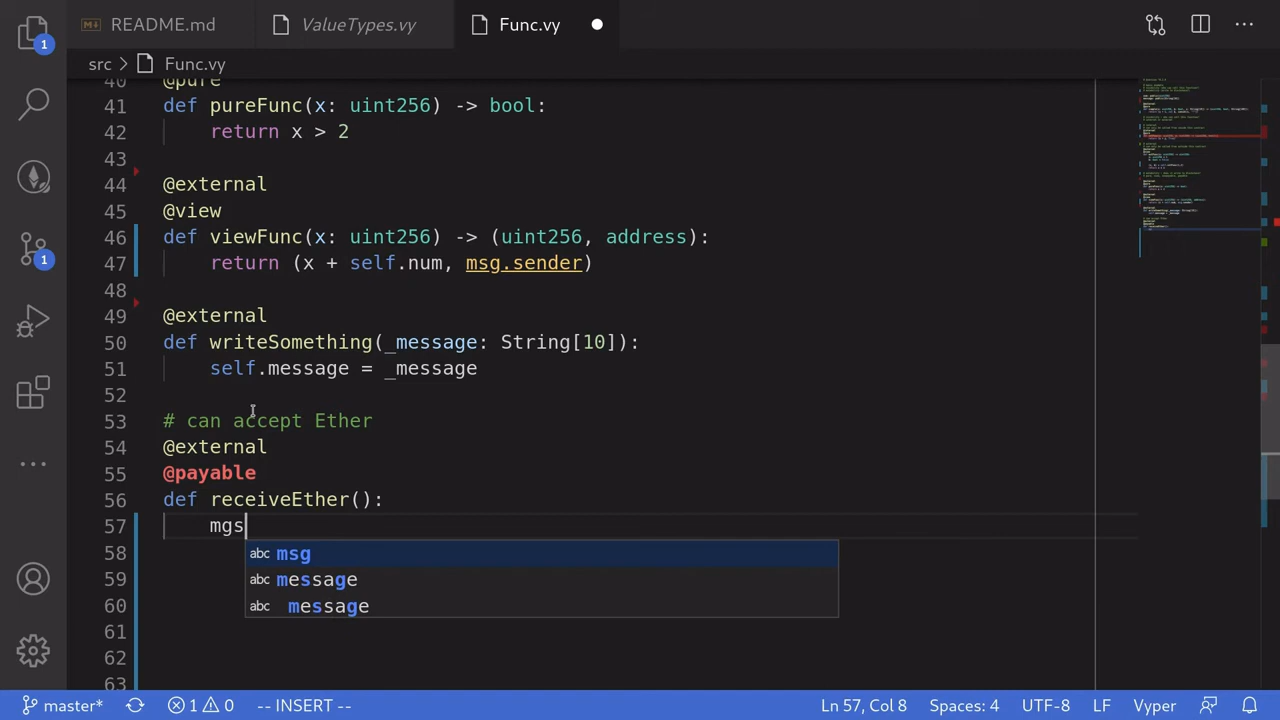 README.md
ValueTypes.vy
Func.vy
src > Func.vy
40 @pure
41 def pureFunc(x: uint256) -> bool:
42 return x > 2
43
44 @external
45 @view
46 def viewFunc(x: uint256) -> (uint256, address):
47 return (x + self.num, msg.sender)
48
49 @external
50 def writeSomething(_message: String[10]):
51 self.message = _message
52
53 # can accept Ether
54 @external
55 @payable
56 def receiveEther():
57 mgs
58 abc msg
59 abc message
60 abc _message
61
62
63
1
1
master* 1 0 -- INSERT -- Ln 57, Col 8 Spaces: 4 UTF-8 LF Vyper